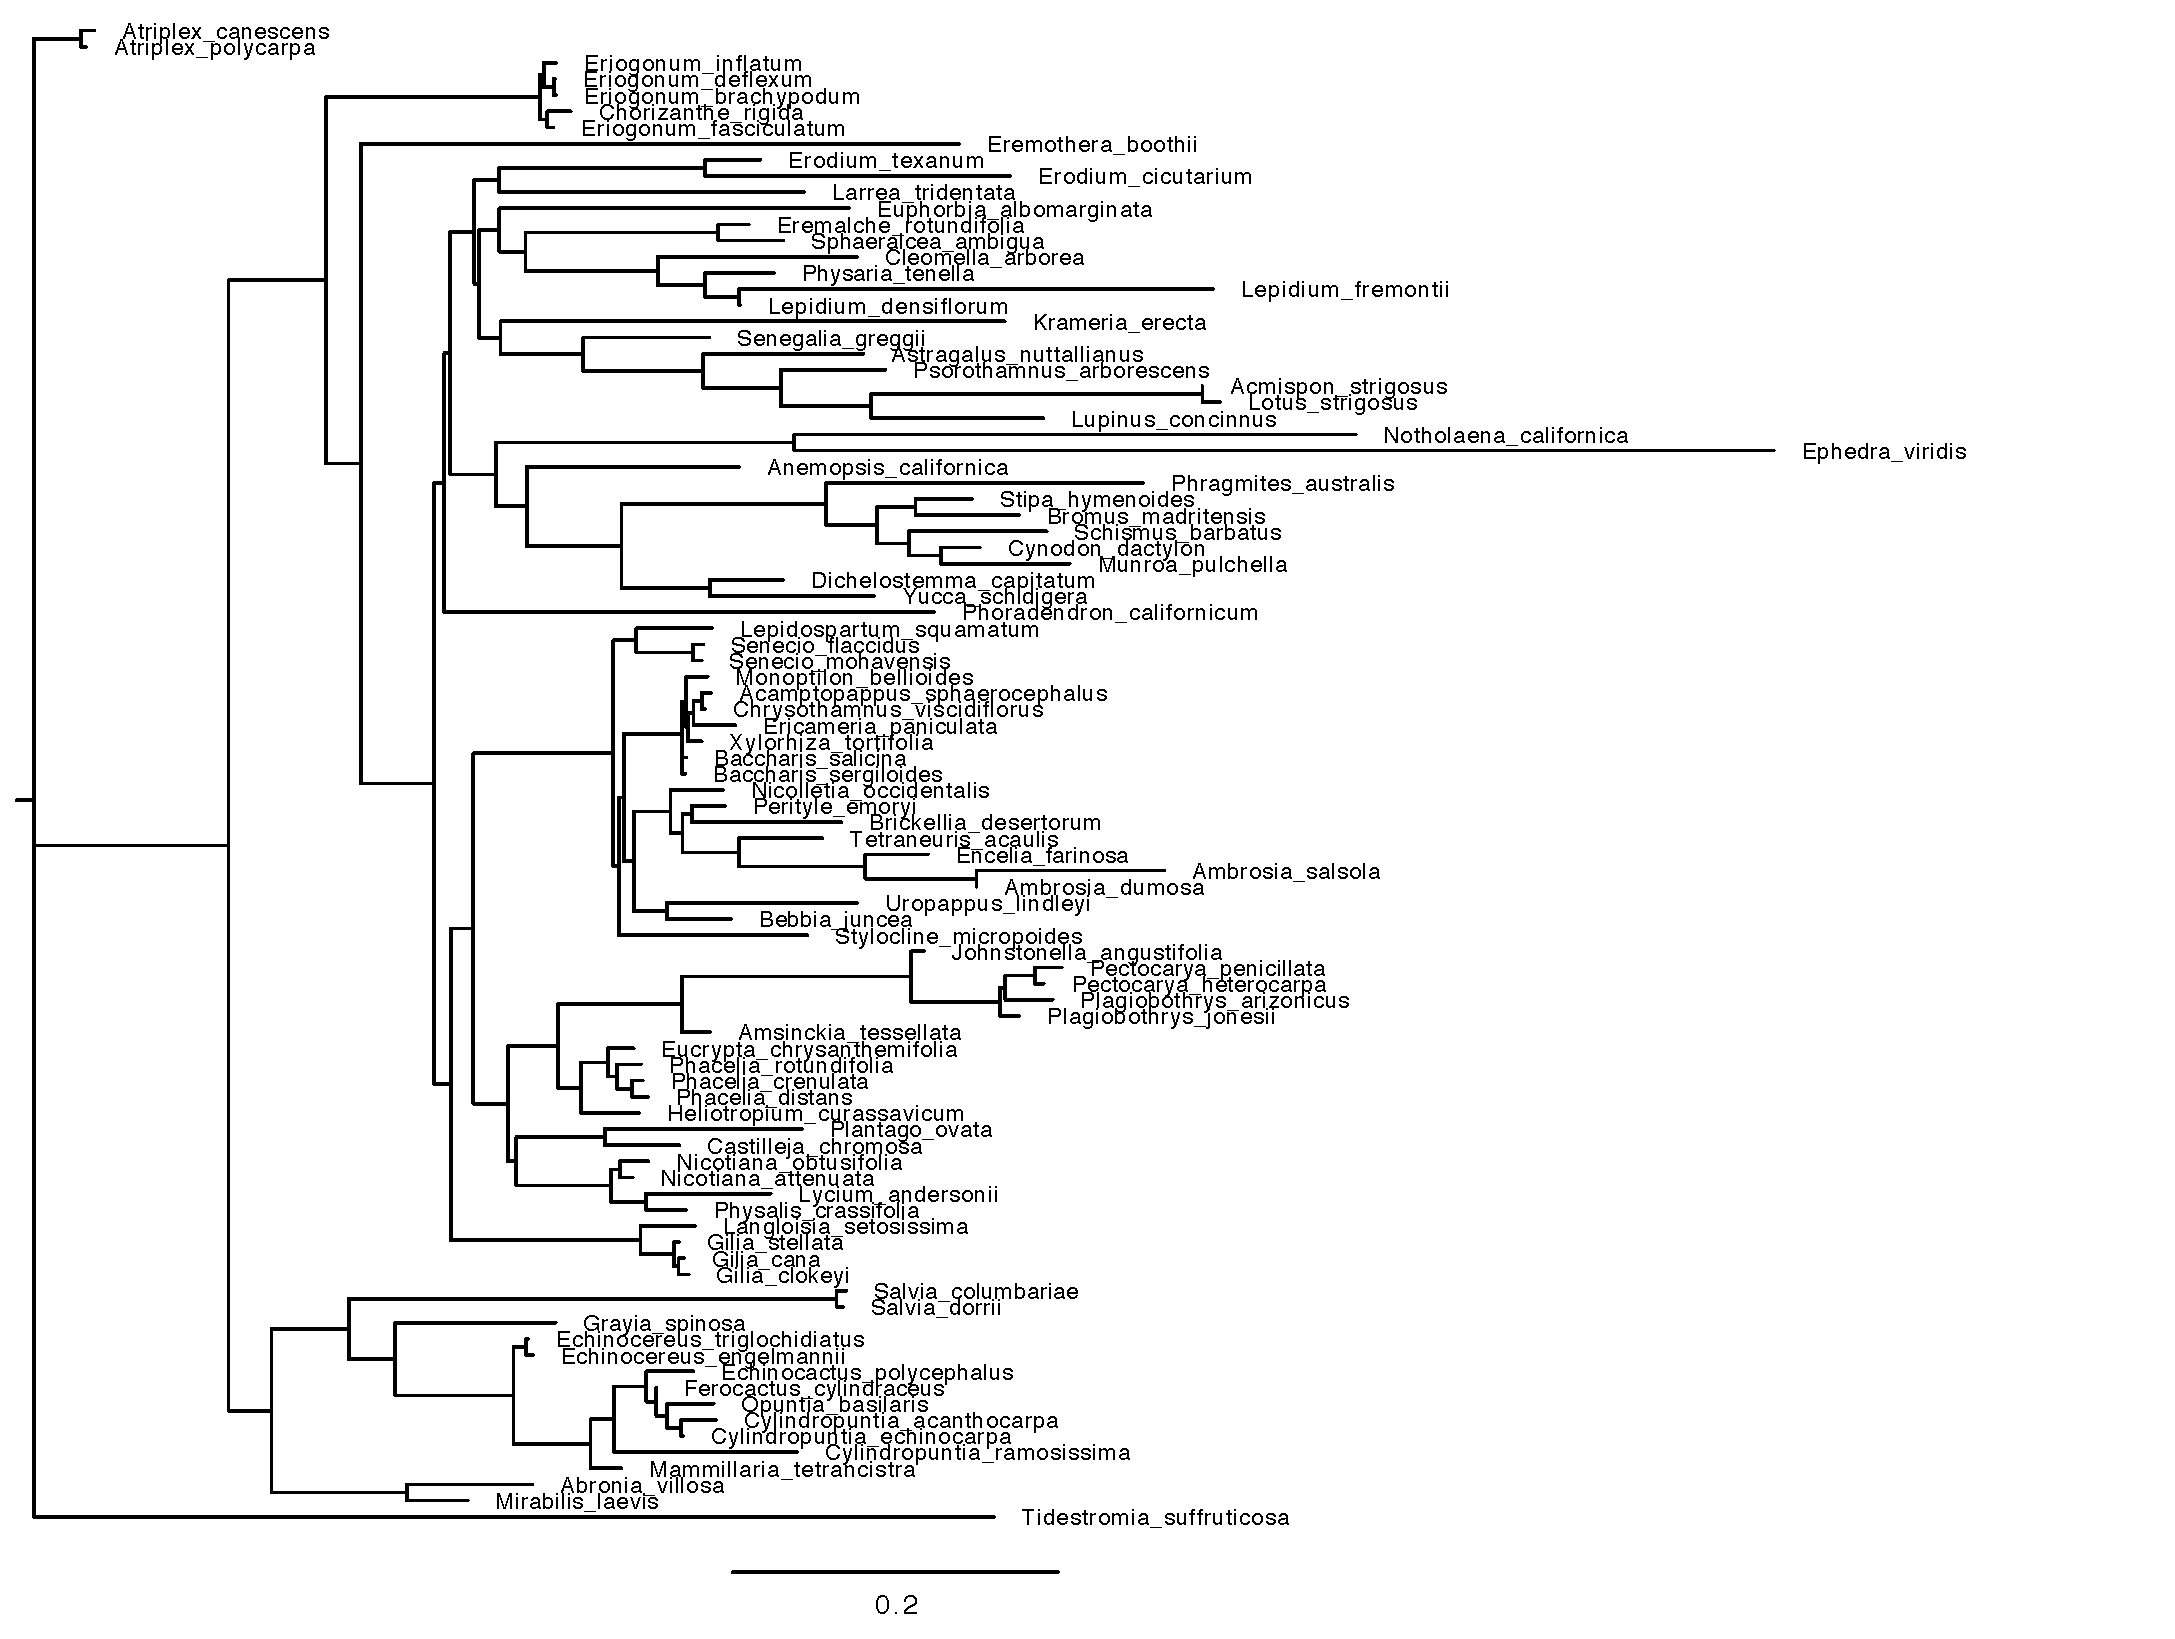 Atriplex_canescens
Atriplex_polycarpa
Eriogonum_inflatum
Eriogonum_deflexum
Eriogonum_brachypodum
Chorizanthe_rigida
Eriogonum_fasciculatum
Eremothera_boothii
Erodium_texanum
Erodium_cicutarium
Larrea_tridentata
Euphorbia_albomarginata
Eremalche_rotundifolia
Sphaeralcea_ambigua
Cleomella_arborea
Physaria_tenella
Lepidium_fremontii
Lepidium_densiflorum
Krameria_erecta
Senegalia_greggii
Astragalus_nuttallianus
Psorothamnus_arborescens
Acmispon_strigosus
Lotus_strigosus
Lupinus_concinnus
Notholaena_californica
Ephedra_viridis
Anemopsis_californica
Phragmites_australis
Stipa_hymenoides
Bromus_madritensis
Schismus_barbatus
Cynodon_dactylon
Munroa_pulchella
Dichelostemma_capitatum
Yucca_schidigera
Phoradendron_californicum
Lepidospartum_squamatum
Senecio_flaccidus
Senecio_mohavensis
Monoptilon_bellioides
Acamptopappus_sphaerocephalus
Chrysothamnus_viscidiflorus
Ericameria_paniculata
Xylorhiza_tortifolia
Baccharis_salicina
Baccharis_sergiloides
Nicolletia_occidentalis
Perityle_emoryi
Brickellia_desertorum
Tetraneuris_acaulis
Encelia_farinosa
Ambrosia_salsola
Ambrosia_dumosa
Uropappus_lindleyi
Bebbia_juncea
Stylocline_micropoides
Johnstonella_angustifolia
Pectocarya_penicillata
Pectocarya_heterocarpa
Plagiobothrys_arizonicus
Plagiobothrys_jonesii
Amsinckia_tessellata
Eucrypta_chrysanthemifolia
Phacelia_rotundifolia
Phacelia_crenulata
Phacelia_distans
Heliotropium_curassavicum
Plantago_ovata
Castilleja_chromosa
Nicotiana_obtusifolia
Nicotiana_attenuata
Lycium_andersonii
Physalis_crassifolia
Langloisia_setosissima
Gilia_stellata
Gilia_cana
Gilia_clokeyi
Salvia_columbariae
Salvia_dorrii
Grayia_spinosa
Echinocereus_triglochidiatus
Echinocereus_engelmannii
Echinocactus_polycephalus
Ferocactus_cylindraceus
Opuntia_basilaris
Cylindropuntia_acanthocarpa
Cylindropuntia_echinocarpa
Cylindropuntia_ramosissima
Mammillaria_tetrancistra
Abronia_villosa
Mirabilis_laevis
Tidestromia_suffruticosa
0.2